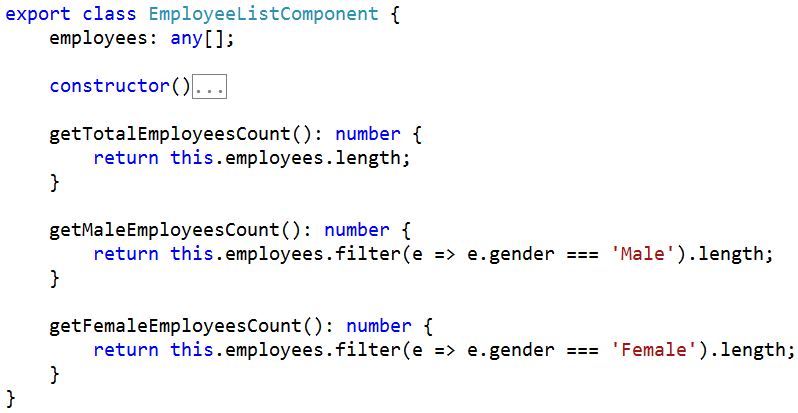 export class EmployeeListComponent {
    employees: any[];
    constructor()...
    getTotalEmployeesCount(): number {
        return this.employees.length;
    }
    getMaleEmployeesCount(): number {
        return this.employees.filter(e => e.gender === 'Male').length;
    }
    getFemaleEmployeesCount(): number {
        return this.employees.filter(e => e.gender === 'Female').length;
    }
}